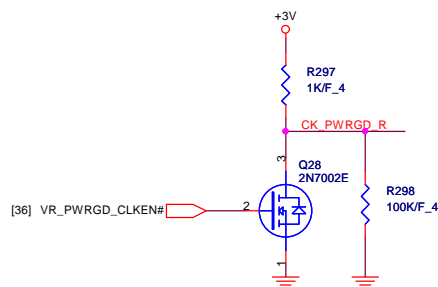 +3V
R297
1K/F_4
CK_PWRGD_R
3
Q28
2N7002E
[36] VR_PWRGD_CLKEN#
2
R298
100K/F_4
1